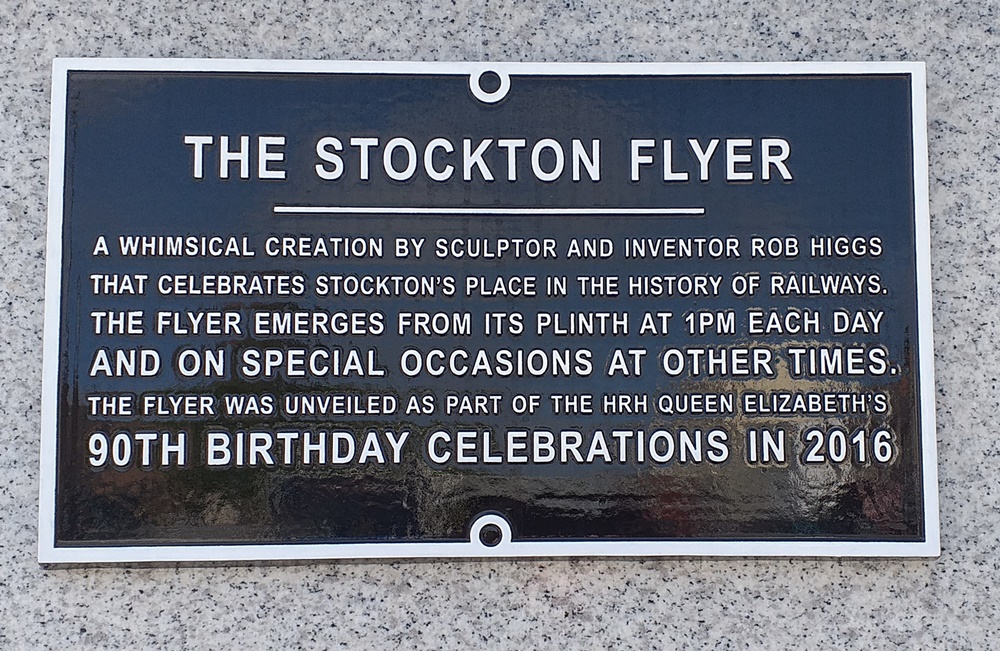 THE STOCKTON FLYER
A WHIMSICAL CREATION BY SCULPTOR AND INVENTOR ROB HIGGS
THAT CELEBRATES STOCKTON'S PLACE IN THE HISTORY OF RAILWAYS.
THE FLYER EMERGES FROM ITS PLINTH AT 1PM EACH DAY
AND ON SPECIAL OCCASIONS AT OTHER TIMES.
THE FLYER WAS UNVEILED AS PART OF THE HRH QUEEN ELIZABETH'S
90TH BIRTHDAY CELEBRATIONS IN 2016